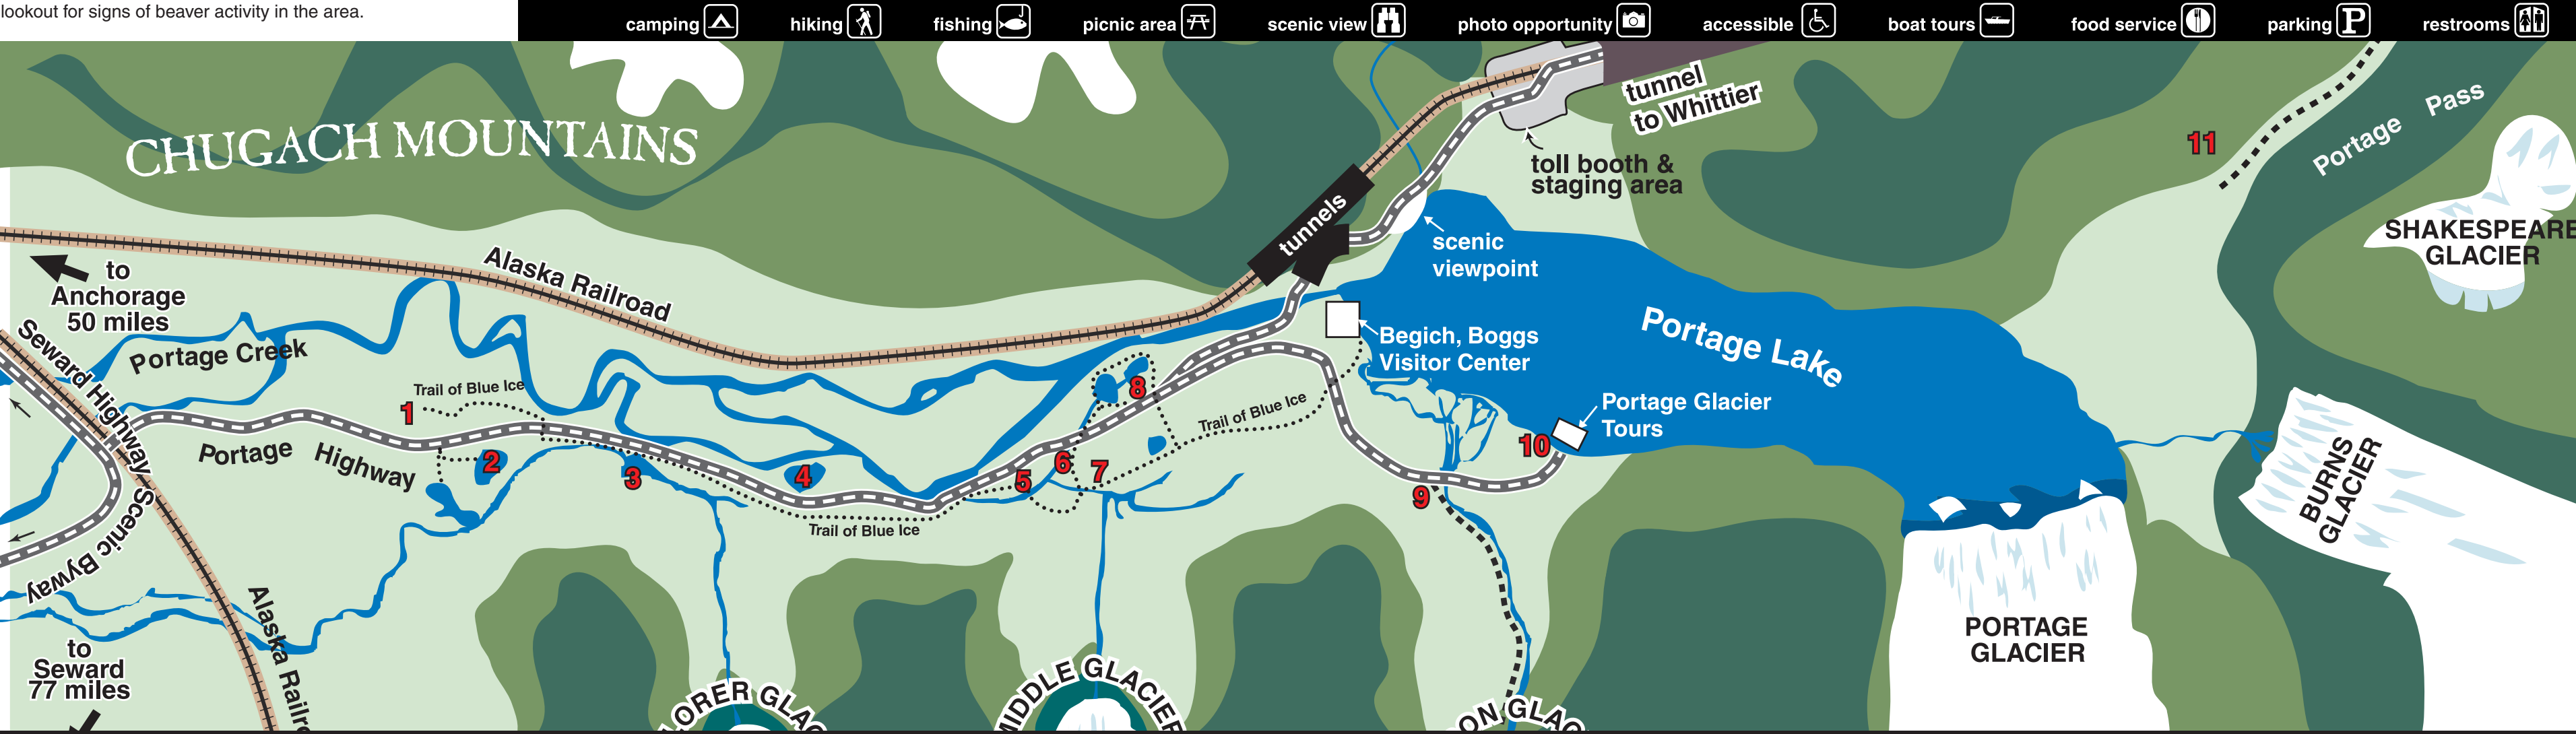 lookout for signs of beaver activity in the area.
camping hiking fishing picnic area scenic view photo opportunity accessible boat tours food service parking P restrooms
CHUGACH MOUNTAINS
tunnel
to Whittier
toll booth &
staging area
Portage Pass
11
SHAKESPEARE
GLACIER
tunnels
scenic
viewpoint
to
Anchorage
50 miles
Alaska Railroad
Portage Creek
Seward Highway Scenic Byway
Begich, Boggs
Visitor Center
Portage Lake
Portage Glacier
Tours
1
Trail of Blue Ice
8
Trail of Blue Ice
Portage Highway
2
3
4
5
6
7
9
10
Trail of Blue Ice
BURNS
GLACIER
PORTAGE
GLACIER
to
Seward
77 miles
Alaska Railro
ORER GLAC
MIDDLE GLACIER
ON GLAC